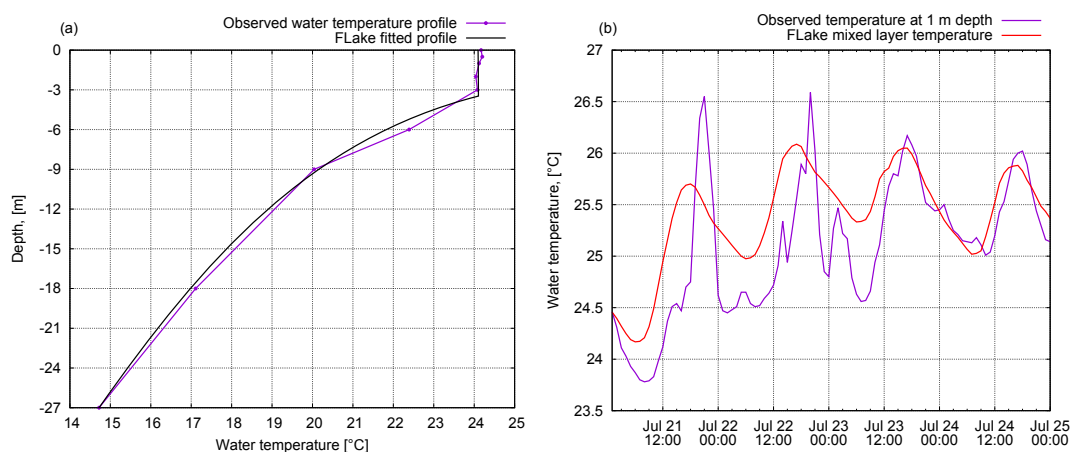 (a)
Observed water temperature profile
FLake fitted profile
0
-3
-6
-9
-12
-15
-18
-21
-24
-27
Depth, [m]
14 15 16 17 18 19 20 21 22 23 24 25
Water temperature [°C]
(b)
Observed temperature at 1 m depth
FLake mixed layer temperature
27
26.5
26
25.5
25
24.5
24
23.5
Water temperature, [°C]
Jul 21 Jul 22 Jul 22 Jul 23 Jul 23 Jul 24 Jul 24 Jul 25
12:00 00:00 12:00 00:00 12:00 00:00 12:00 00:00